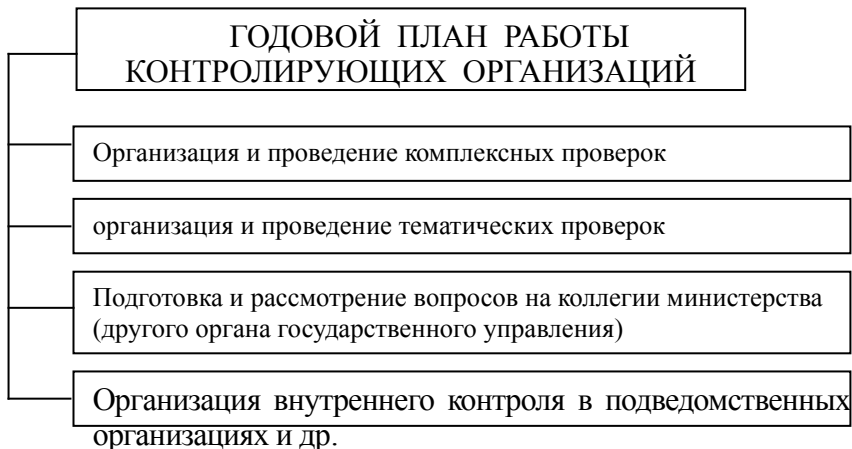 ГОДОВОЙ ПЛАН РАБОТЫ
КОНТРОЛИРУЮЩИХ ОРГАНИЗАЦИЙ
Организация и проведение комплексных проверок
организация и проведение тематических проверок
Подготовка и рассмотрение вопросов на коллегии министерства
(другого органа государственного управления)
Организация внутреннего контроля в подведомственных
организациях и др.